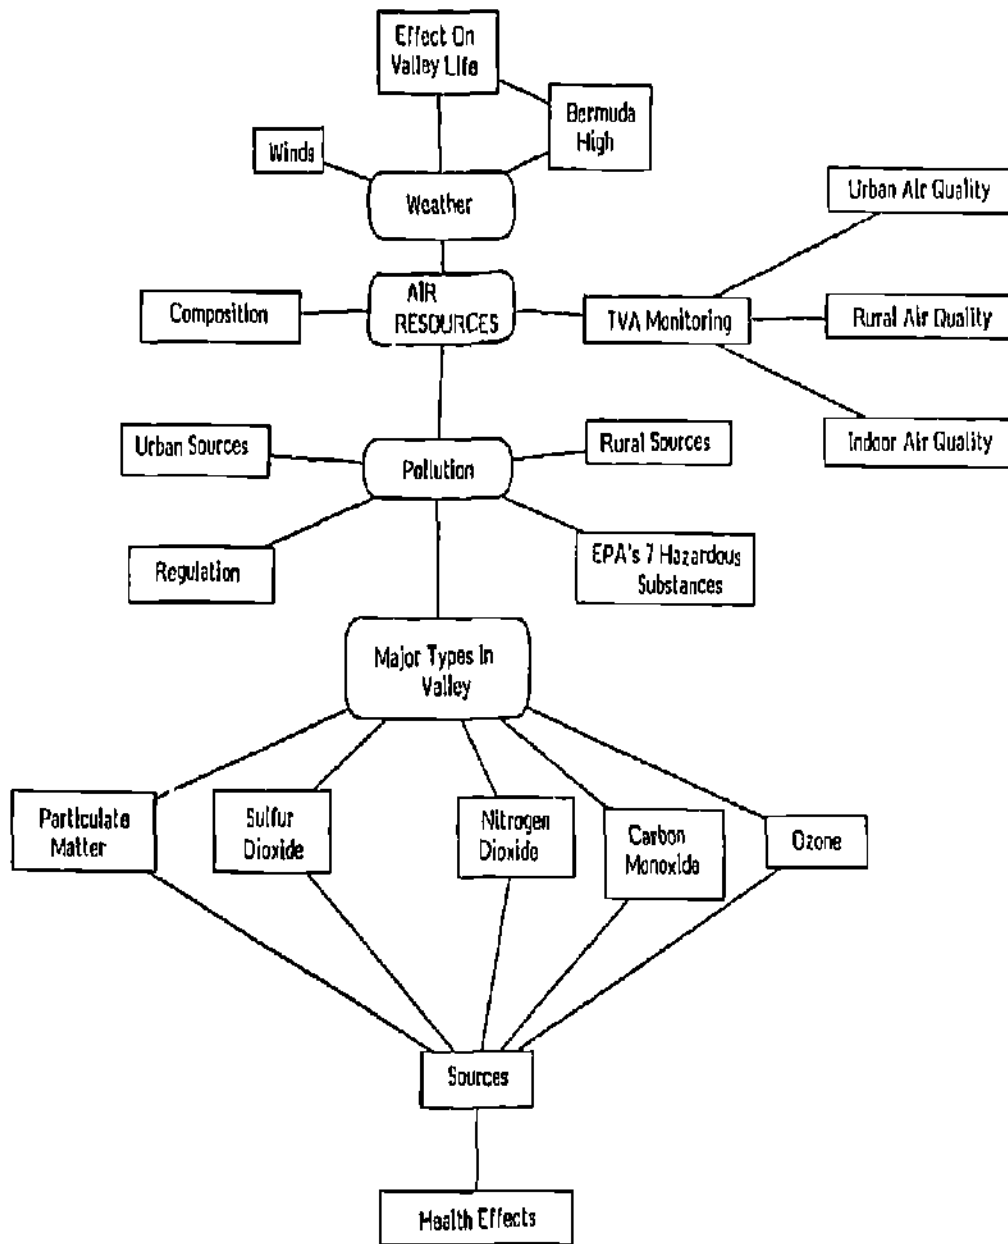 Effect On
Valley Life
Bermuda
High
Winds
Weather
Urban Air Quality
AIR
RESOURCES
Composition
TVA Monitoring
Rural Air Quality
Urban Sources
Rural Sources
Indoor Air Quality
Pollution
Regulation
EPA's 7 Hazardous
Substances
Major Types In
Valley
Particulate
Matter
Sulfur
Dioxide
Nitrogen
Dioxide
Carbon
Monoxide
Ozone
Sources
Health Effects